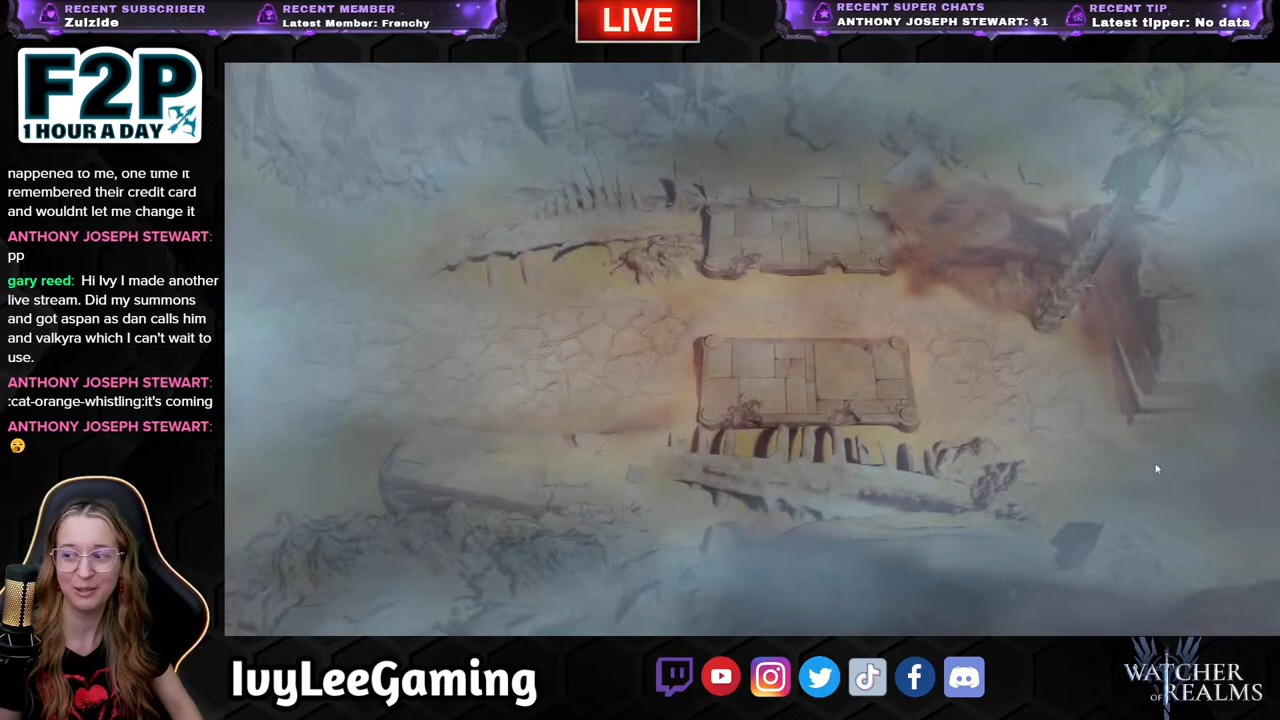 RECENT SUBSCRIBER
Zulzlde
RECENT MEMBER
Latest Member: Frenchy
LIVE
RECENT SUPER CHATS
ANTHONY JOSEPH STEWART: $1
RECENT TIP
Latest tipper: No data
F2P
1 HOUR A DAY
happened to me, one time it
remembered their credit card
and wouldnt let me change it
ANTHONY JOSEPH STEWART:
pp
gary reed: Hi Ivy I made another
live stream. Did my summons
and got aspan as dan calls him
and valkyra which I can't wait to
use.
ANTHONY JOSEPH STEWART:
:cat-orange-whistling:it's coming
ANTHONY JOSEPH STEWART:
IvyLeeGaming
WATCHER
OF REALMS